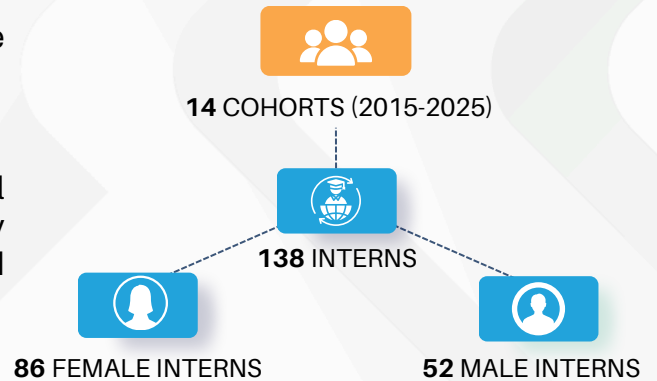 e
14 COHORTS (2015-2025)
l
y
l
138 INTERNS
86 FEMALE INTERNS
52 MALE INTERNS